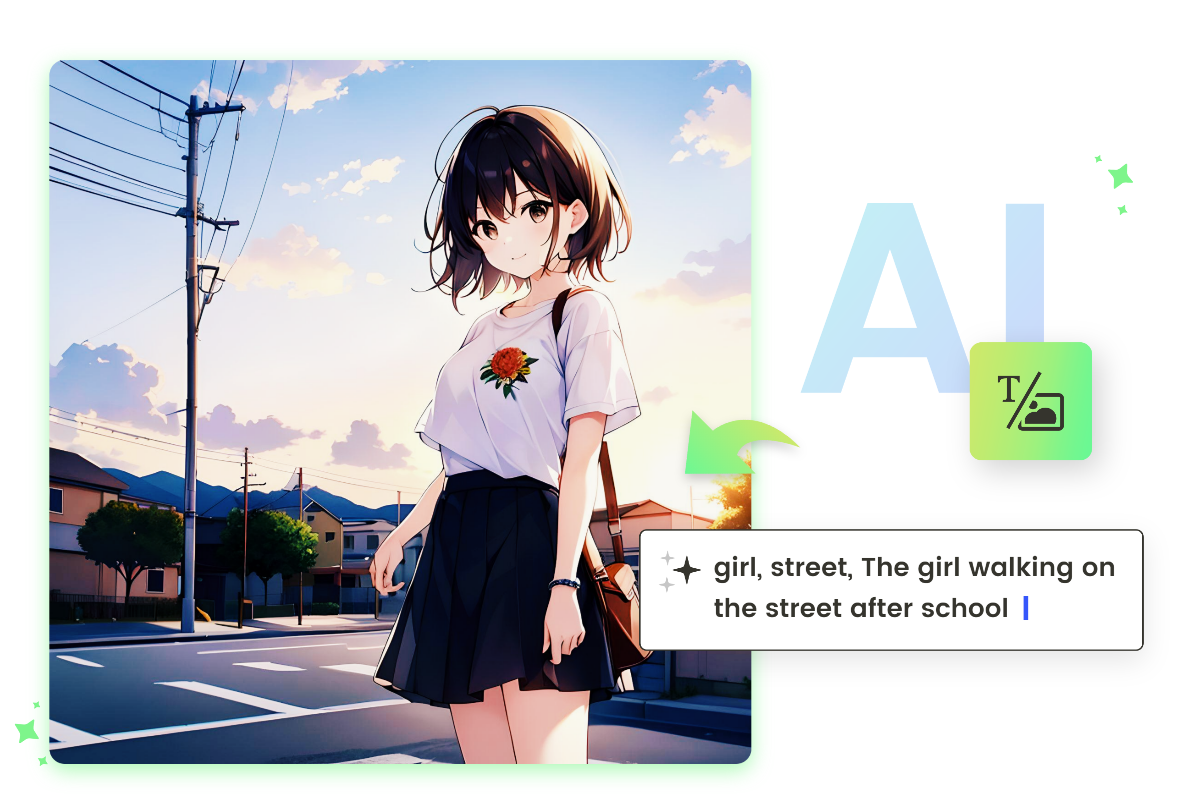 AI
T
girl, street, The girl walking on
the street after school